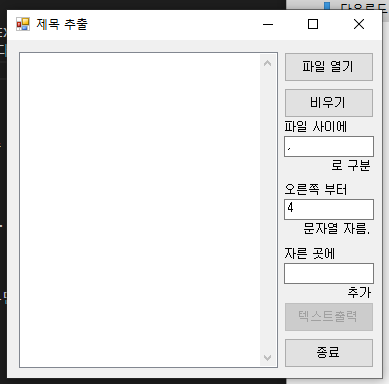 제목 추출
파일 열기
비우기
파일 사이에
,
로 구분
오른쪽 부터
4
문자열 자름.
자른 곳에
추가
텍스트출력
종료